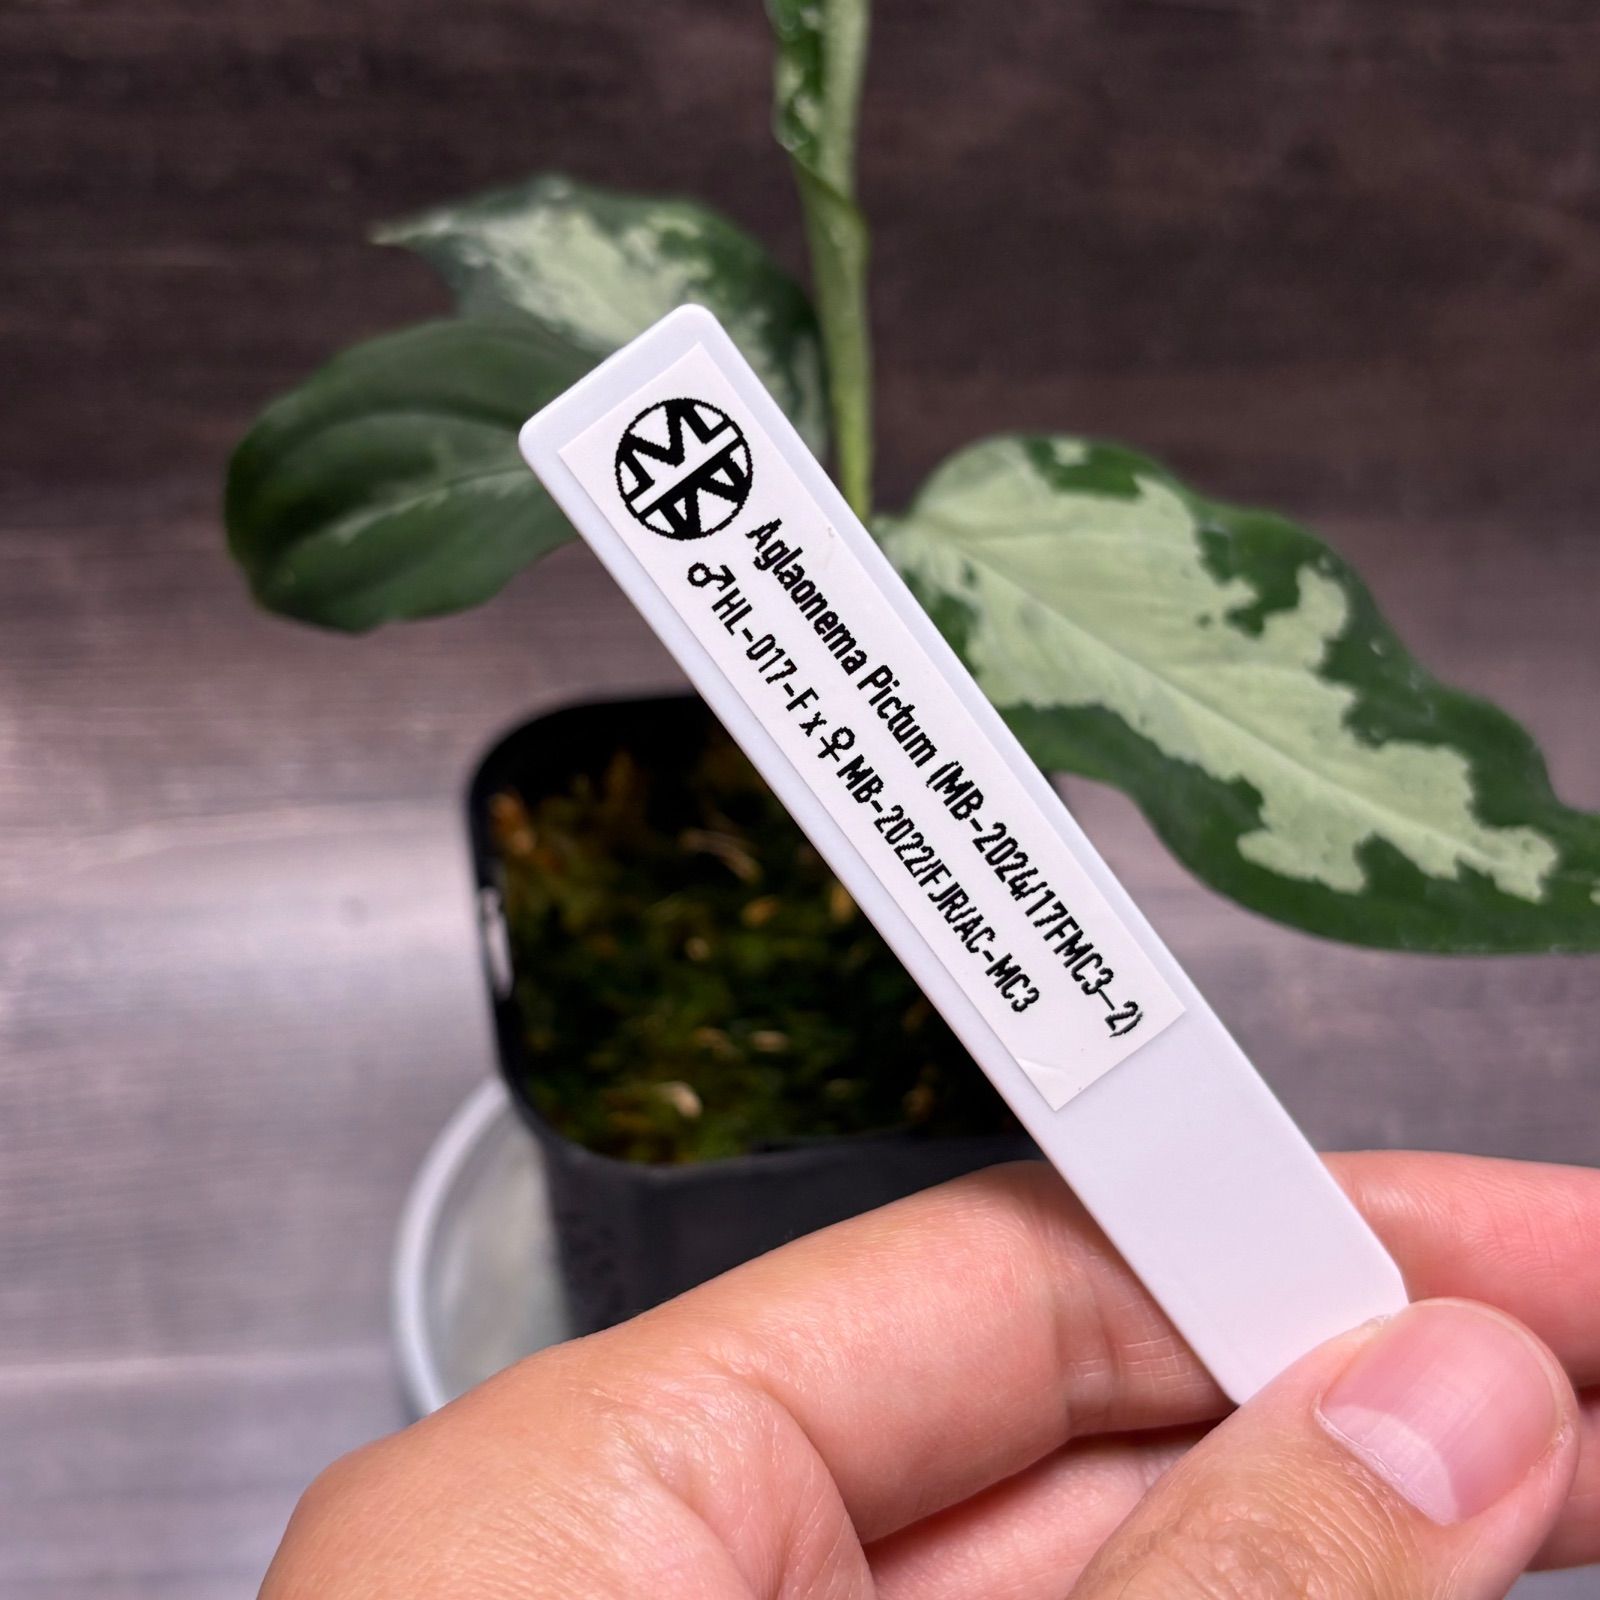 Aglaonema Pictum (MB-2024/17FMC3-2)
♂HL-017-F x ♀MB-2022/FJR/AC-MC3